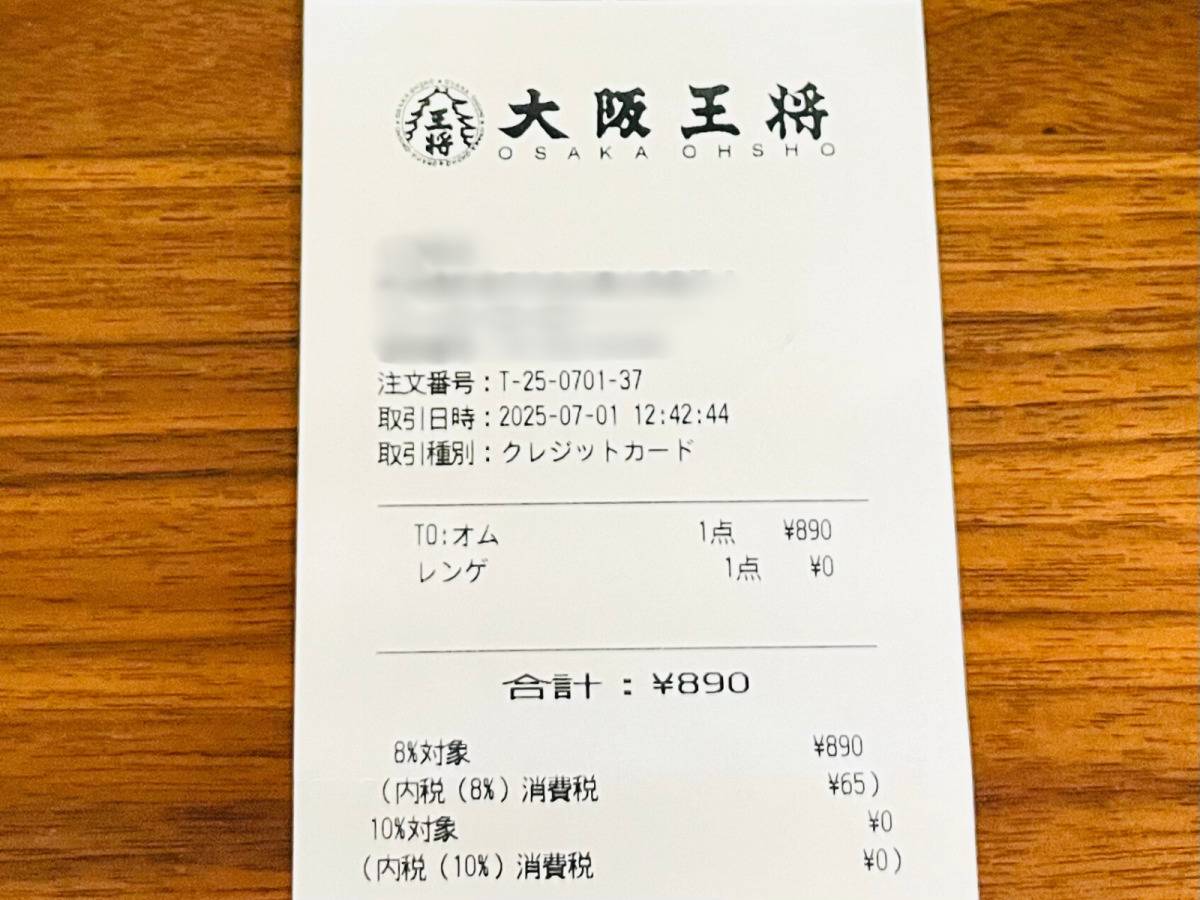 王将
大阪王将
OSAKA OHSHO
注文番号：T-25-0701-37
取引日時：2025-07-01 12:42:44
取引種別：クレジットカード
TO:オム 1点 ¥890
レンゲ 1点 ¥0
合計：¥890
8%対象 ¥890
（内税（8%）消費税 ¥65）
10%対象 ¥0
（内税（10%）消費税 ¥0）